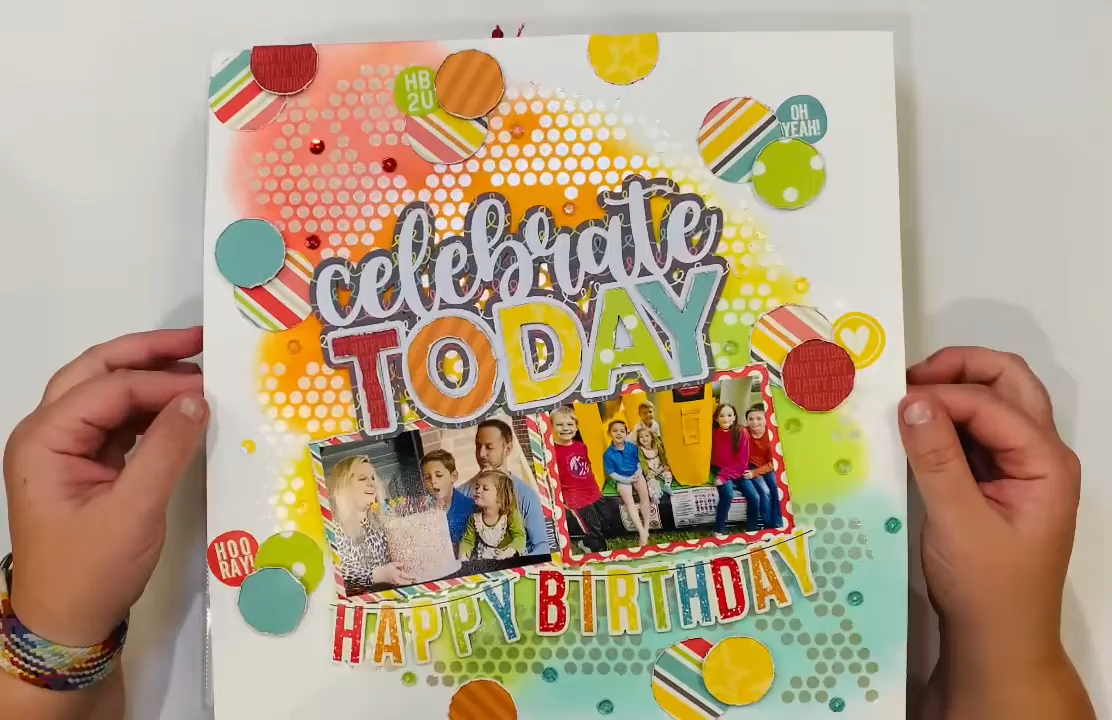 HB
2U
OH
YEAH!
celebrate
TODAY
HOO
RAY!
HAPPY BIRTHDAY